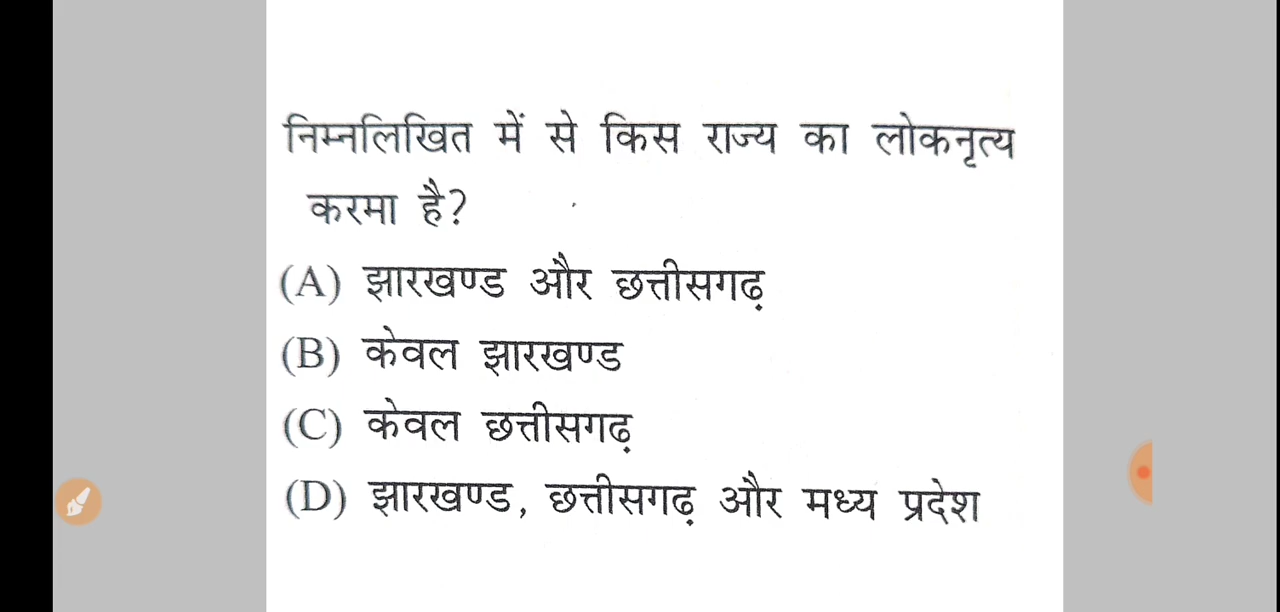 निम्नलिखित में से किस राज्य का लोकनृत्य
करमा है?
(A) झारखण्ड और छत्तीसगढ़
(B) केवल झारखण्ड
(C) केवल छत्तीसगढ़
(D) झारखण्ड, छत्तीसगढ़ और मध्य प्रदेश